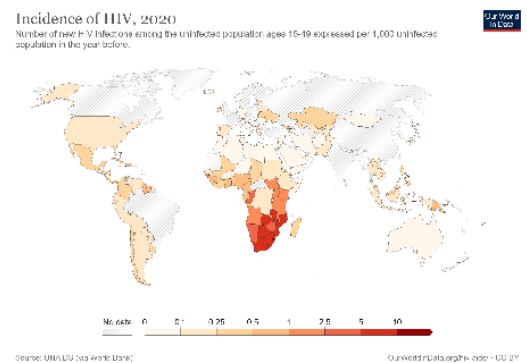 Incidence of HIV, 2020
Our World
in Data
Number of new HIV infections among the uninfected population ages 15-49 expressed per 1,000 uninfected
population in the year before.
No data
0
0.1
0.25
0.5
1
2.5
5
10
Source: UNAIDS (via World Bank)
OurWorldInData.org/hiv-aids/ • CC BY